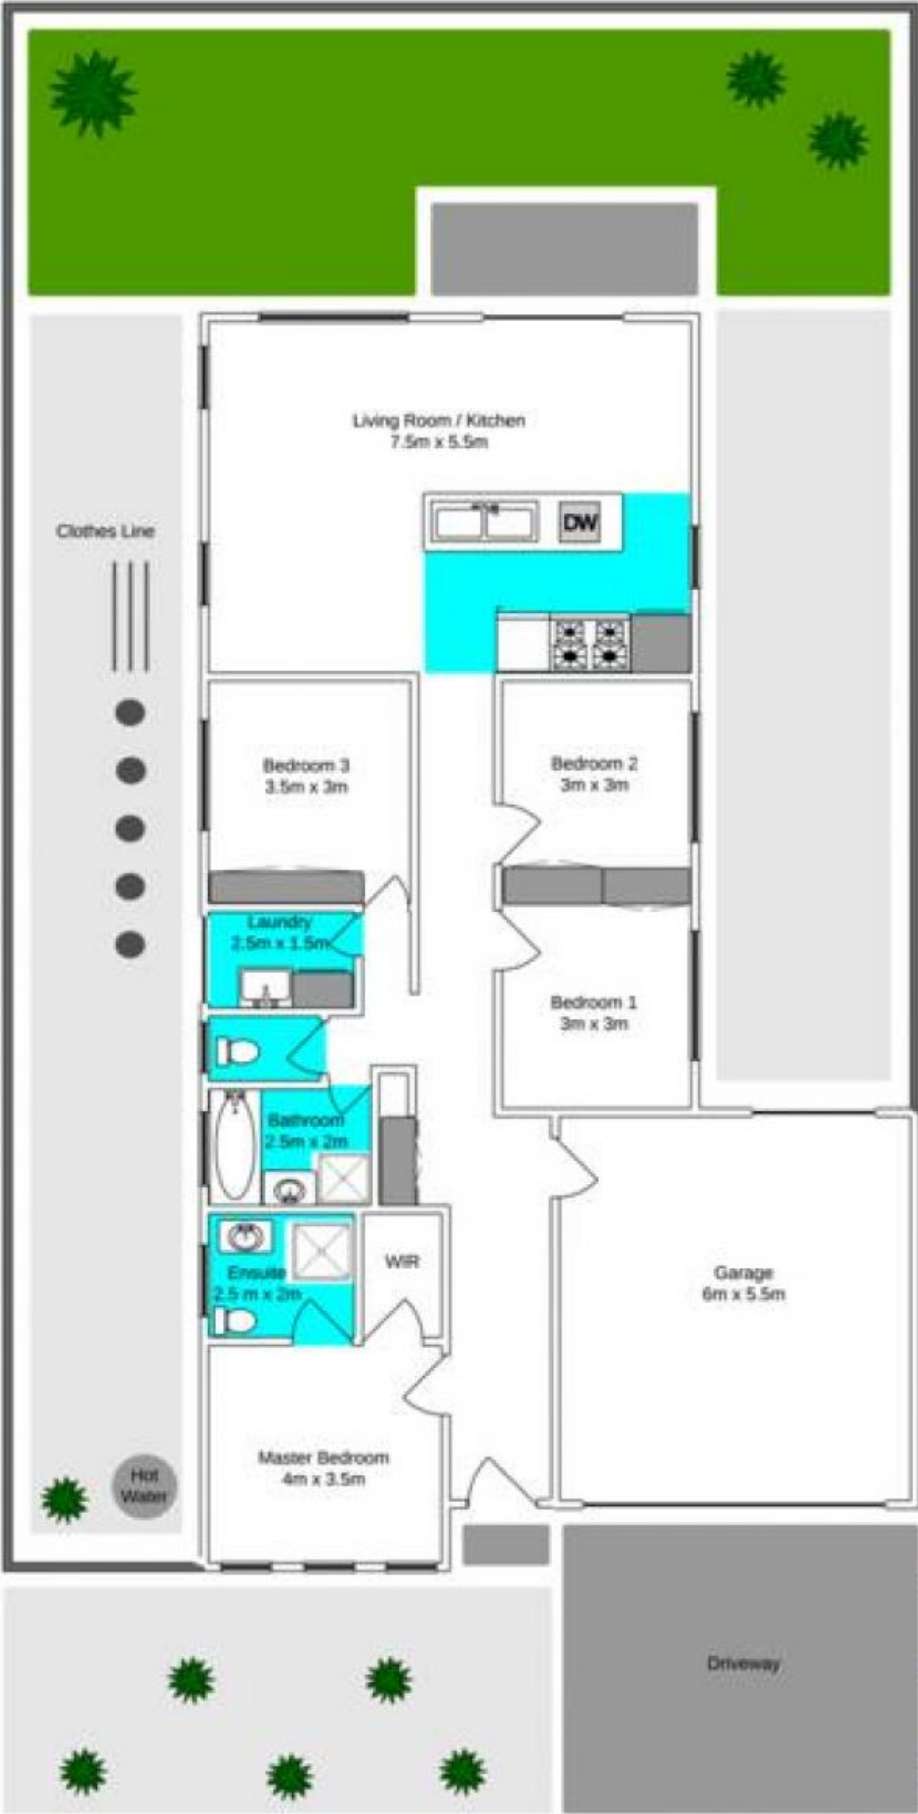 Living Room / Kitchen
7.5m x 5.5m
DW
Clothes Line
Bedroom 3
3.5m x 3m
Bedroom 2
3m x 3m
Laundry
2.5m x 1.5m
Bedroom 1
3m x 3m
Bathroom
2.5m x 2m
WIR
Ensuite
2.5 m x 2m
Garage
6m x 5.5m
Master Bedroom
4m x 3.5m
Hot
Water
Driveway